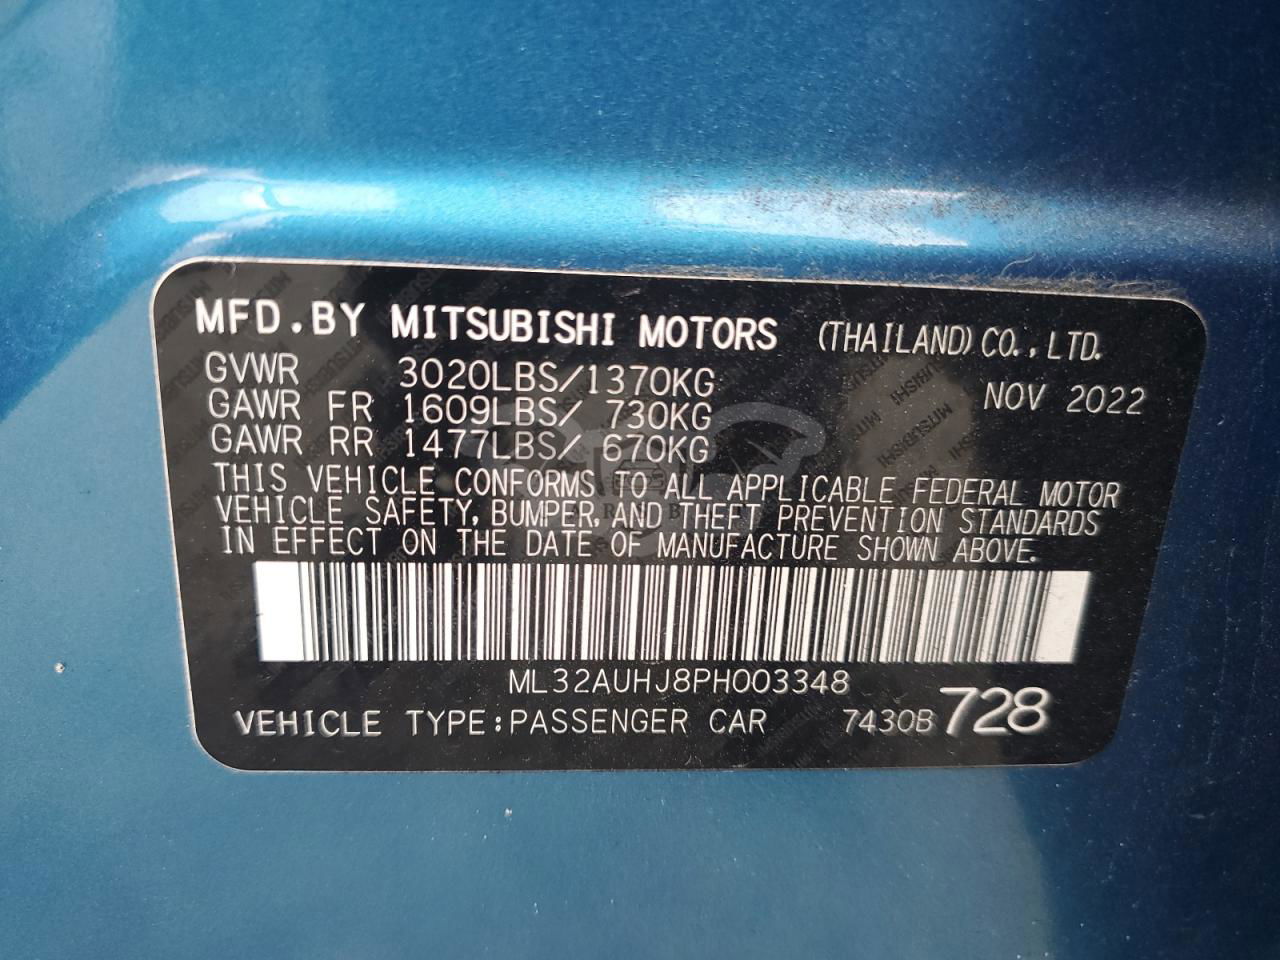 MFD.BY MITSUBISHI MOTORS (THAILAND) CO.,LTD.
GVWR 3020LBS/1370KG NOV 2022
GAWR FR 1609LBS/ 730KG
GAWR RR 1477LBS/ 670KG
THIS VEHICLE CONFORMS TO ALL APPLICABLE FEDERAL MOTOR
VEHICLE SAFETY, BUMPER, AND THEFT PREVENTION STANDARDS
IN EFFECT ON THE DATE OF MANUFACTURE SHOWN ABOVE.
ML32AUHJ8PH003348
VEHICLE TYPE:PASSENGER CAR 7430B 728